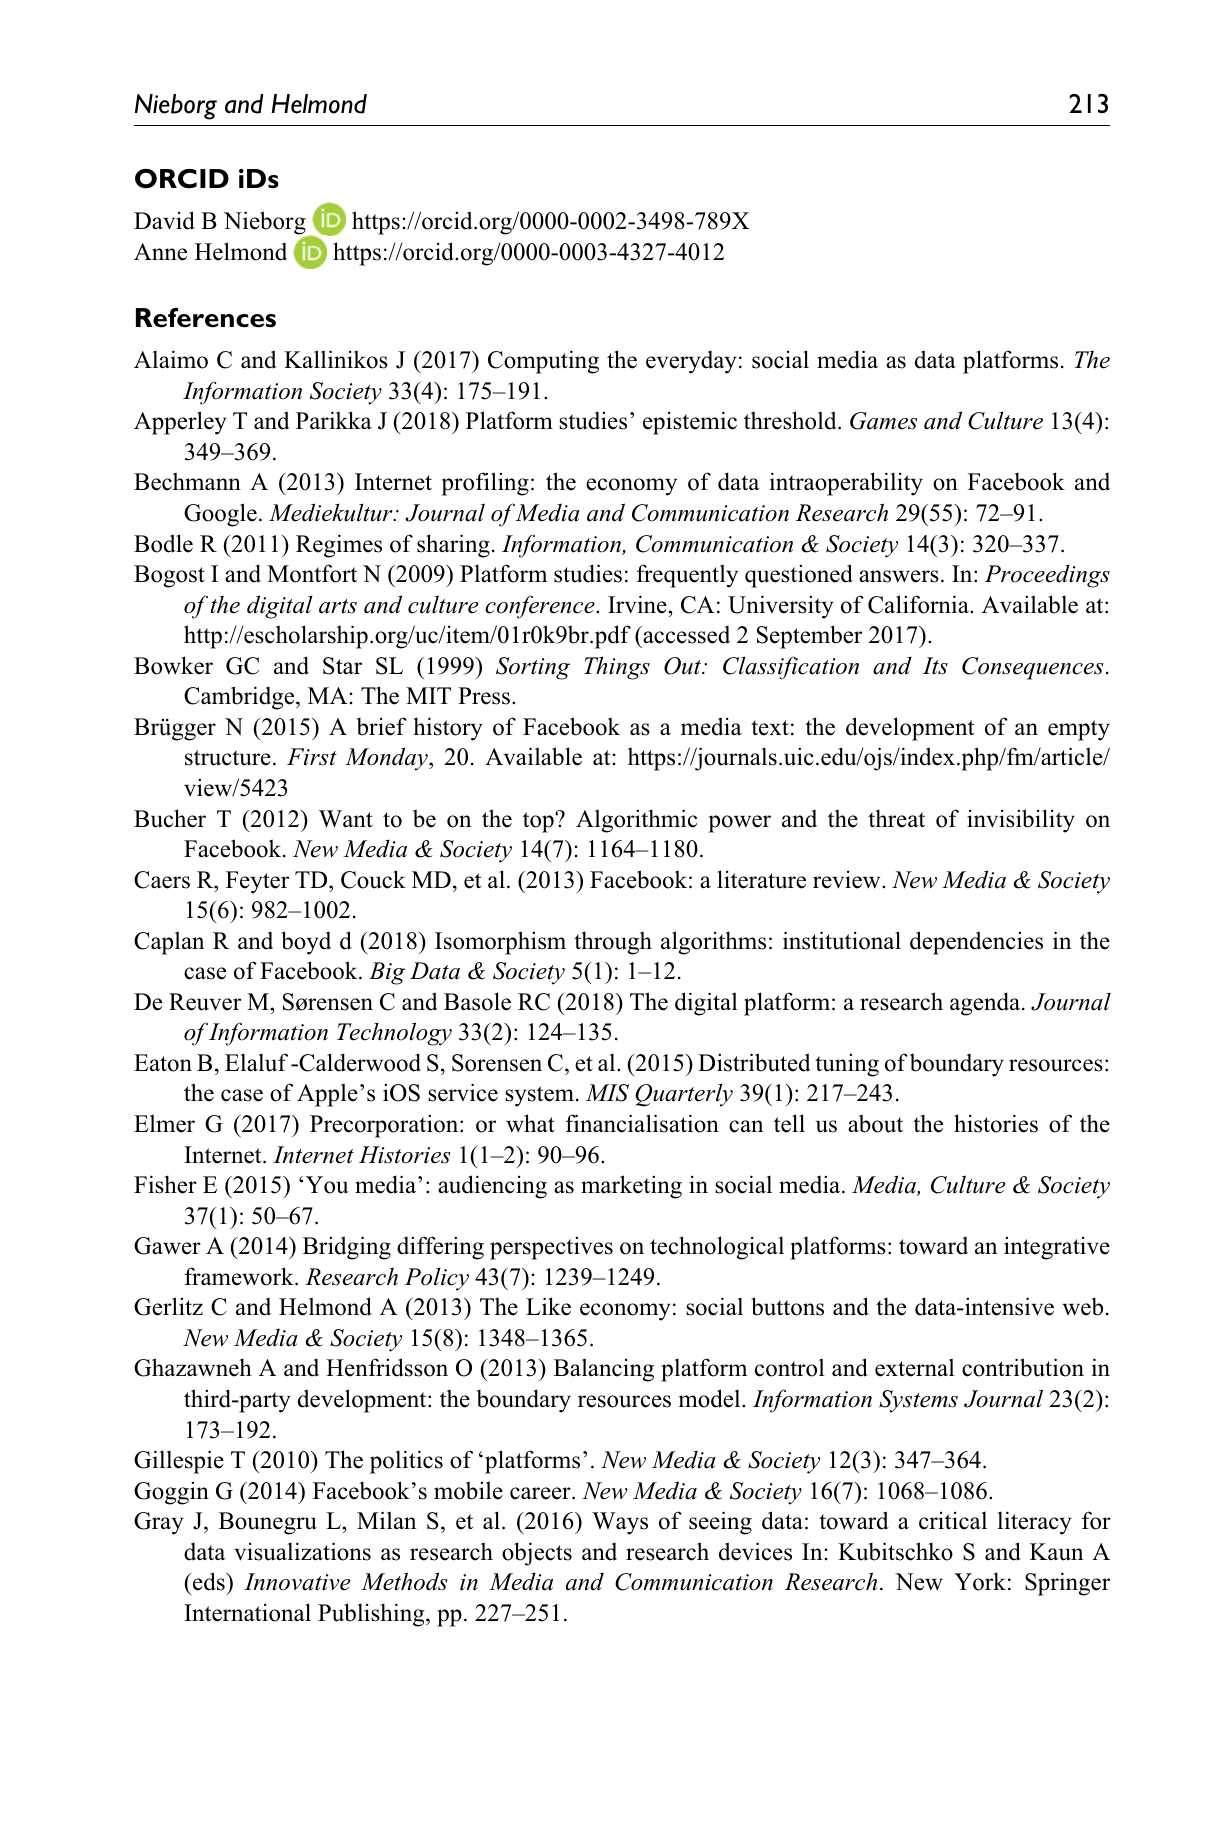 Nieborg and Helmond 213
ORCID iDs
David B Nieborg iD https://orcid.org/0000-0002-3498-789X
Anne Helmond iD https://orcid.org/0000-0003-4327-4012
References
Alaimo C and Kallinikos J (2017) Computing the everyday: social media as data platforms. The
Information Society 33(4): 175–191.
Apperley T and Parikka J (2018) Platform studies’ epistemic threshold. Games and Culture 13(4):
349–369.
Bechmann A (2013) Internet profiling: the economy of data intraoperability on Facebook and
Google. Mediekultur: Journal of Media and Communication Research 29(55): 72–91.
Bodle R (2011) Regimes of sharing. Information, Communication & Society 14(3): 320–337.
Bogost I and Montfort N (2009) Platform studies: frequently questioned answers. In: Proceedings
of the digital arts and culture conference. Irvine, CA: University of California. Available at:
http://escholarship.org/uc/item/01r0k9br.pdf (accessed 2 September 2017).
Bowker GC and Star SL (1999) Sorting Things Out: Classification and Its Consequences.
Cambridge, MA: The MIT Press.
Brügger N (2015) A brief history of Facebook as a media text: the development of an empty
structure. First Monday, 20. Available at: https://journals.uic.edu/ojs/index.php/fm/article/
view/5423
Bucher T (2012) Want to be on the top? Algorithmic power and the threat of invisibility on
Facebook. New Media & Society 14(7): 1164–1180.
Caers R, Feyter TD, Couck MD, et al. (2013) Facebook: a literature review. New Media & Society
15(6): 982–1002.
Caplan R and boyd d (2018) Isomorphism through algorithms: institutional dependencies in the
case of Facebook. Big Data & Society 5(1): 1–12.
De Reuver M, Sørensen C and Basole RC (2018) The digital platform: a research agenda. Journal
of Information Technology 33(2): 124–135.
Eaton B, Elaluf -Calderwood S, Sorensen C, et al. (2015) Distributed tuning of boundary resources:
the case of Apple’s iOS service system. MIS Quarterly 39(1): 217–243.
Elmer G (2017) Precorporation: or what financialisation can tell us about the histories of the
Internet. Internet Histories 1(1–2): 90–96.
Fisher E (2015) ‘You media’: audiencing as marketing in social media. Media, Culture & Society
37(1): 50–67.
Gawer A (2014) Bridging differing perspectives on technological platforms: toward an integrative
framework. Research Policy 43(7): 1239–1249.
Gerlitz C and Helmond A (2013) The Like economy: social buttons and the data-intensive web.
New Media & Society 15(8): 1348–1365.
Ghazawneh A and Henfridsson O (2013) Balancing platform control and external contribution in
third-party development: the boundary resources model. Information Systems Journal 23(2):
173–192.
Gillespie T (2010) The politics of ‘platforms’. New Media & Society 12(3): 347–364.
Goggin G (2014) Facebook’s mobile career. New Media & Society 16(7): 1068–1086.
Gray J, Bounegru L, Milan S, et al. (2016) Ways of seeing data: toward a critical literacy for
data visualizations as research objects and research devices In: Kubitschko S and Kaun A
(eds) Innovative Methods in Media and Communication Research. New York: Springer
International Publishing, pp. 227–251.